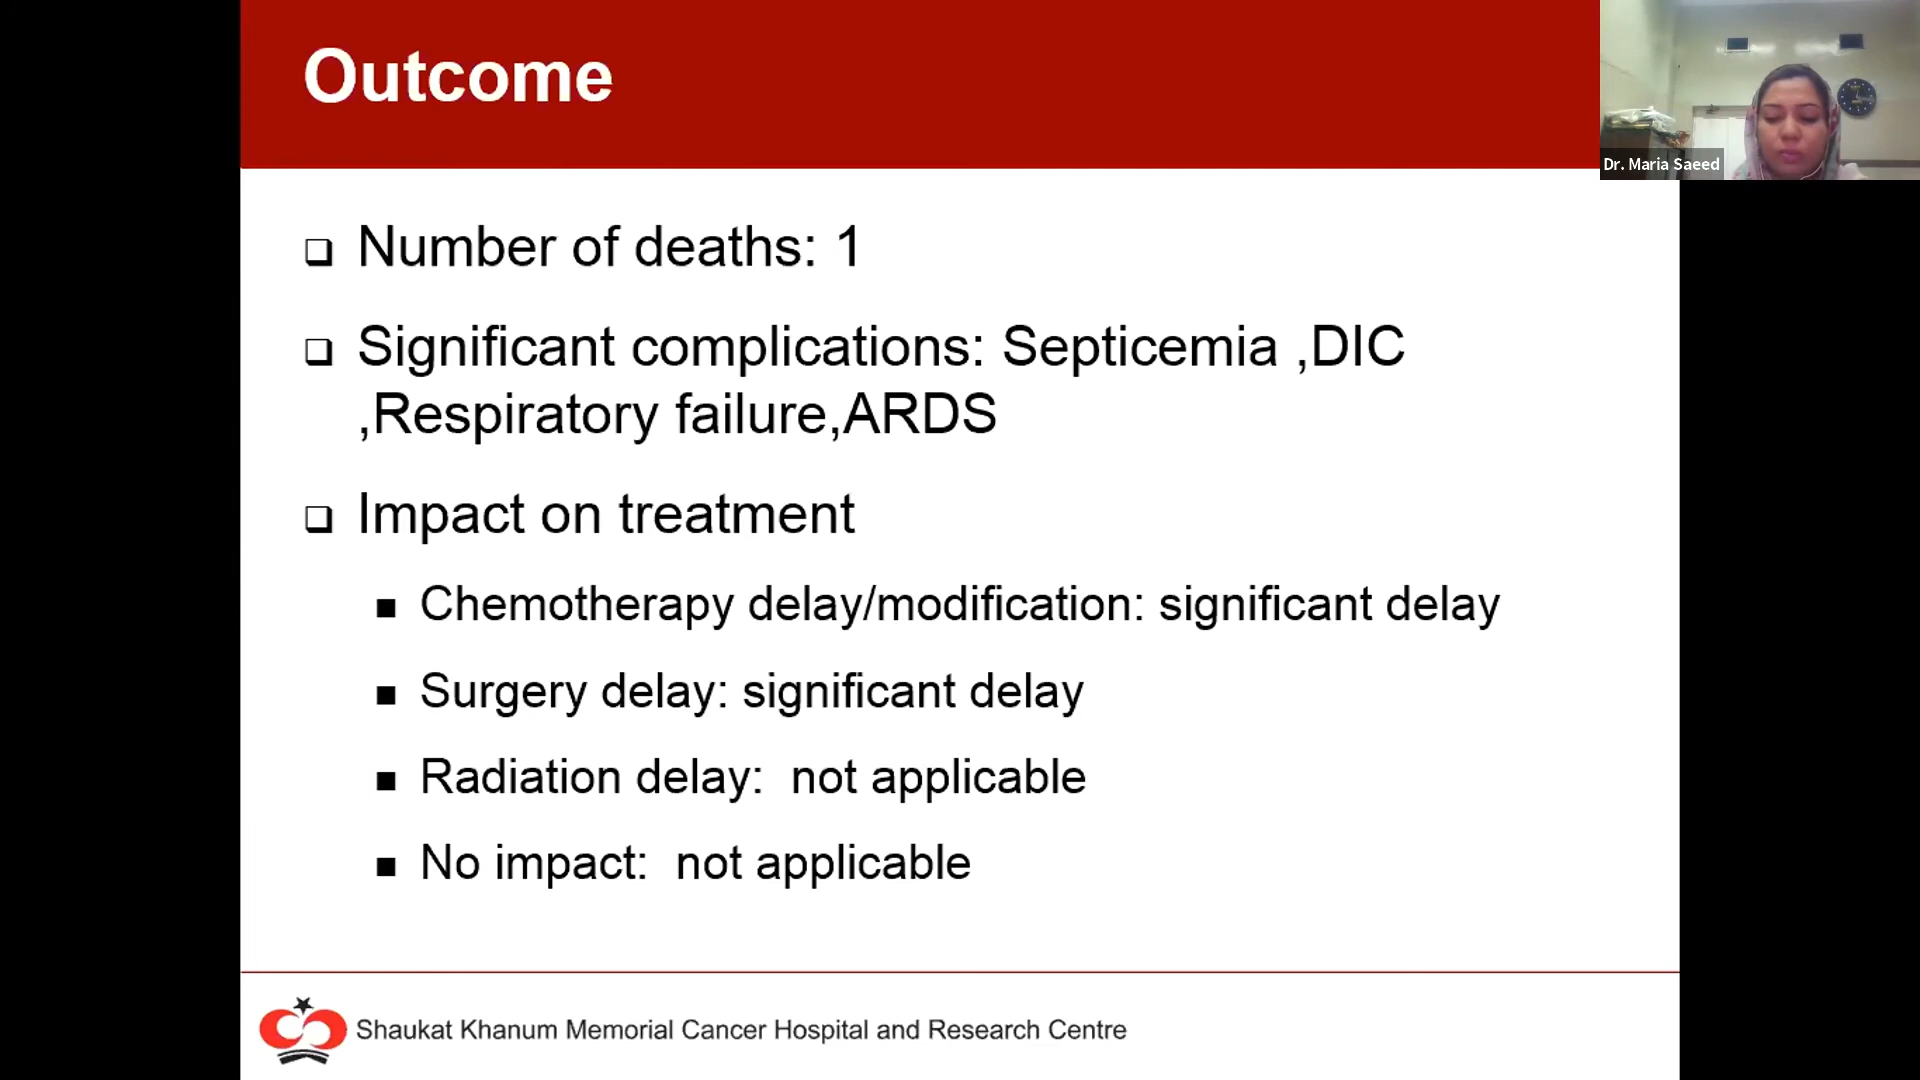 Outcome
Dr. Maria Saeed
Number of deaths: 1
Significant complications: Septicemia ,DIC
,Respiratory failure,ARDS
Impact on treatment
Chemotherapy delay/modification: significant delay
Surgery delay: significant delay
Radiation delay:  not applicable
No impact:  not applicable
Shaukat Khanum Memorial Cancer Hospital and Research Centre